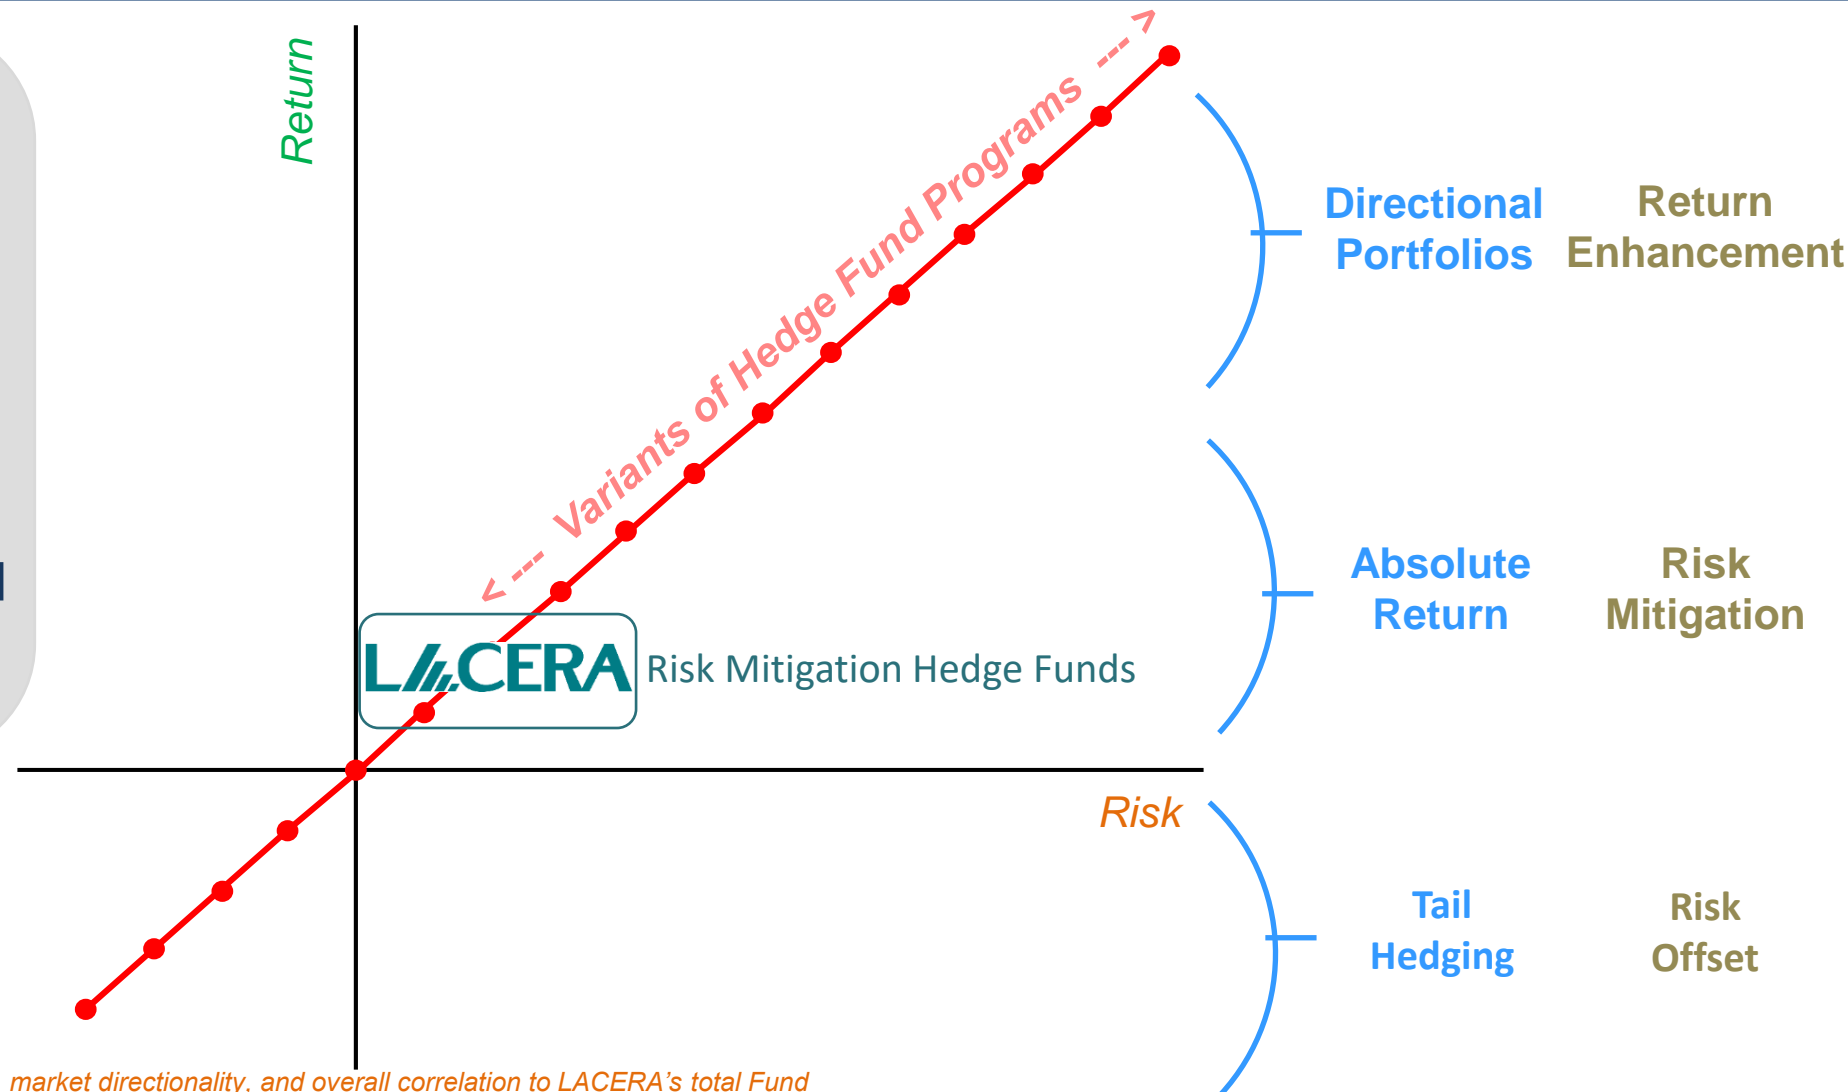 Return
Variants of Hedge Fund Programs
Directional
Portfolios
Return
Enhancement
Absolute
Return
Risk
Mitigation
LACERA
Risk Mitigation Hedge Funds
Risk
Tail
Hedging
Risk
Offset
market directionality, and overall correlation to LACERA's total Fund